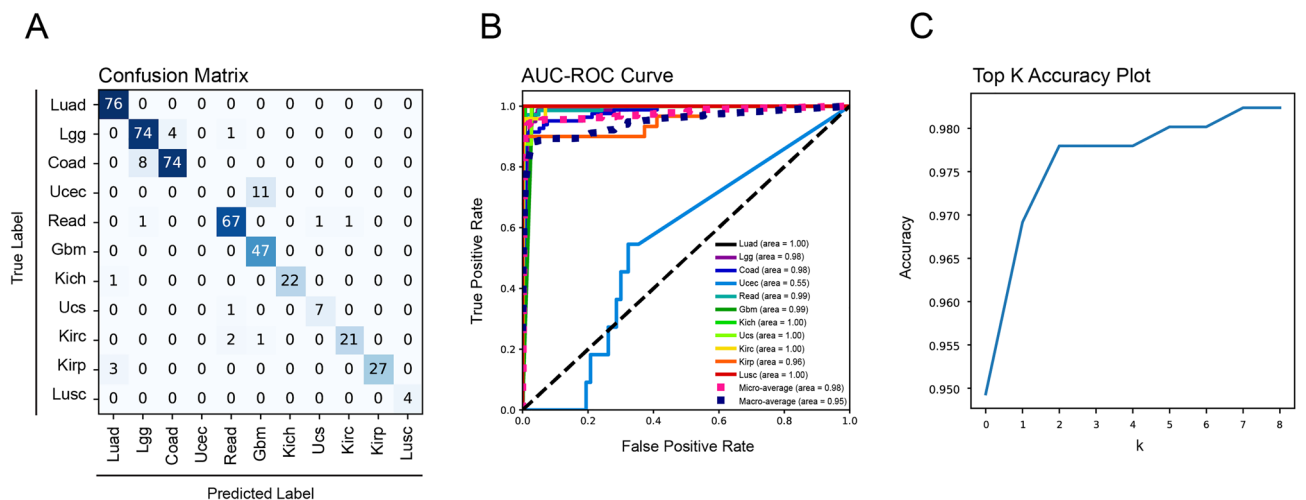 A
B
C
Confusion Matrix
AUC-ROC Curve
Top K Accuracy Plot
True Label
Luad 76 0 0 0 0 0 0 0 0 0 0
Lgg 0 74 4 0 1 0 0 0 0 0 0
Coad 0 8 74 0 0 0 0 0 0 0 0
Ucec 0 0 0 0 0 11 0 0 0 0 0
Read 0 1 0 0 67 0 0 1 1 0 0
Gbm 0 0 0 0 0 47 0 0 0 0 0
Kich 1 0 0 0 0 0 22 0 0 0 0
Ucs 0 0 0 0 1 0 0 7 0 0 0
Kirc 0 0 0 0 2 1 0 0 21 0 0
Kirp 3 0 0 0 0 0 0 0 0 27 0
Lusc 0 0 0 0 0 0 0 0 0 0 4
Luad Lgg Coad Ucec Read Gbm Kich Ucs Kirc Kirp Lusc
Predicted Label
True Positive Rate
1.0
0.8
0.6
0.4
0.2
0.0
Luad (area = 1.00)
Lgg (area = 0.98)
Coad (area = 0.98)
Ucec (area = 0.55)
Read (area = 0.99)
Gbm (area = 0.99)
Kich (area = 1.00)
Ucs (area = 1.00)
Kirc (area = 1.00)
Kirp (area = 0.96)
Lusc (area = 1.00)
Micro-average (area = 0.98)
Macro-average (area = 0.95)
0.0 0.2 0.4 0.6 0.8 1.0
False Positive Rate
Accuracy
0.980
0.975
0.970
0.965
0.960
0.955
0.950
0 1 2 3 4 5 6 7 8
k